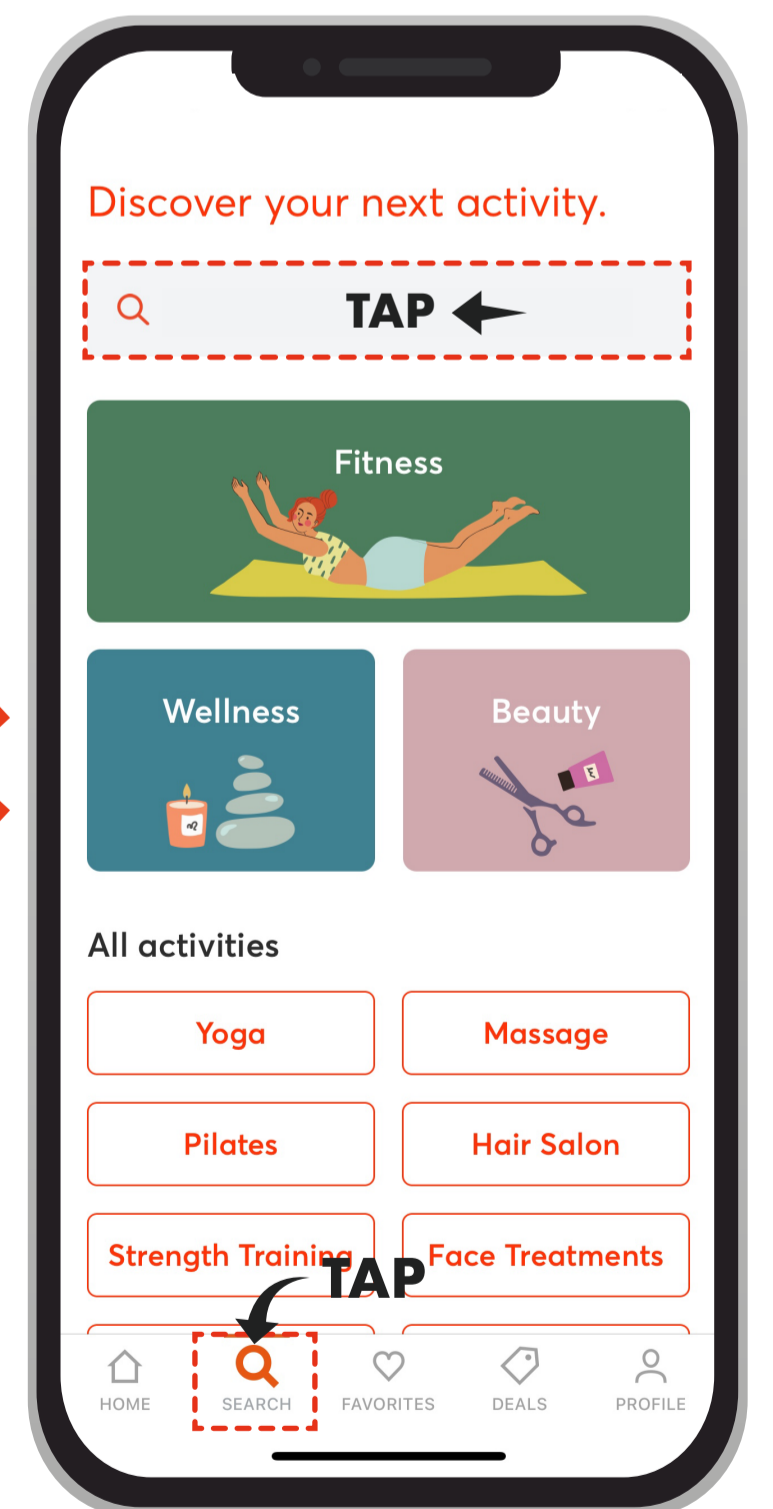 Discover your next activity.
TAP
Fitness
Wellness
Beauty
All activities
Yoga
Massage
Pilates
Hair Salon
Strength Training
Face Treatments
TAP
HOME
SEARCH
FAVORITES
DEALS
PROFILE